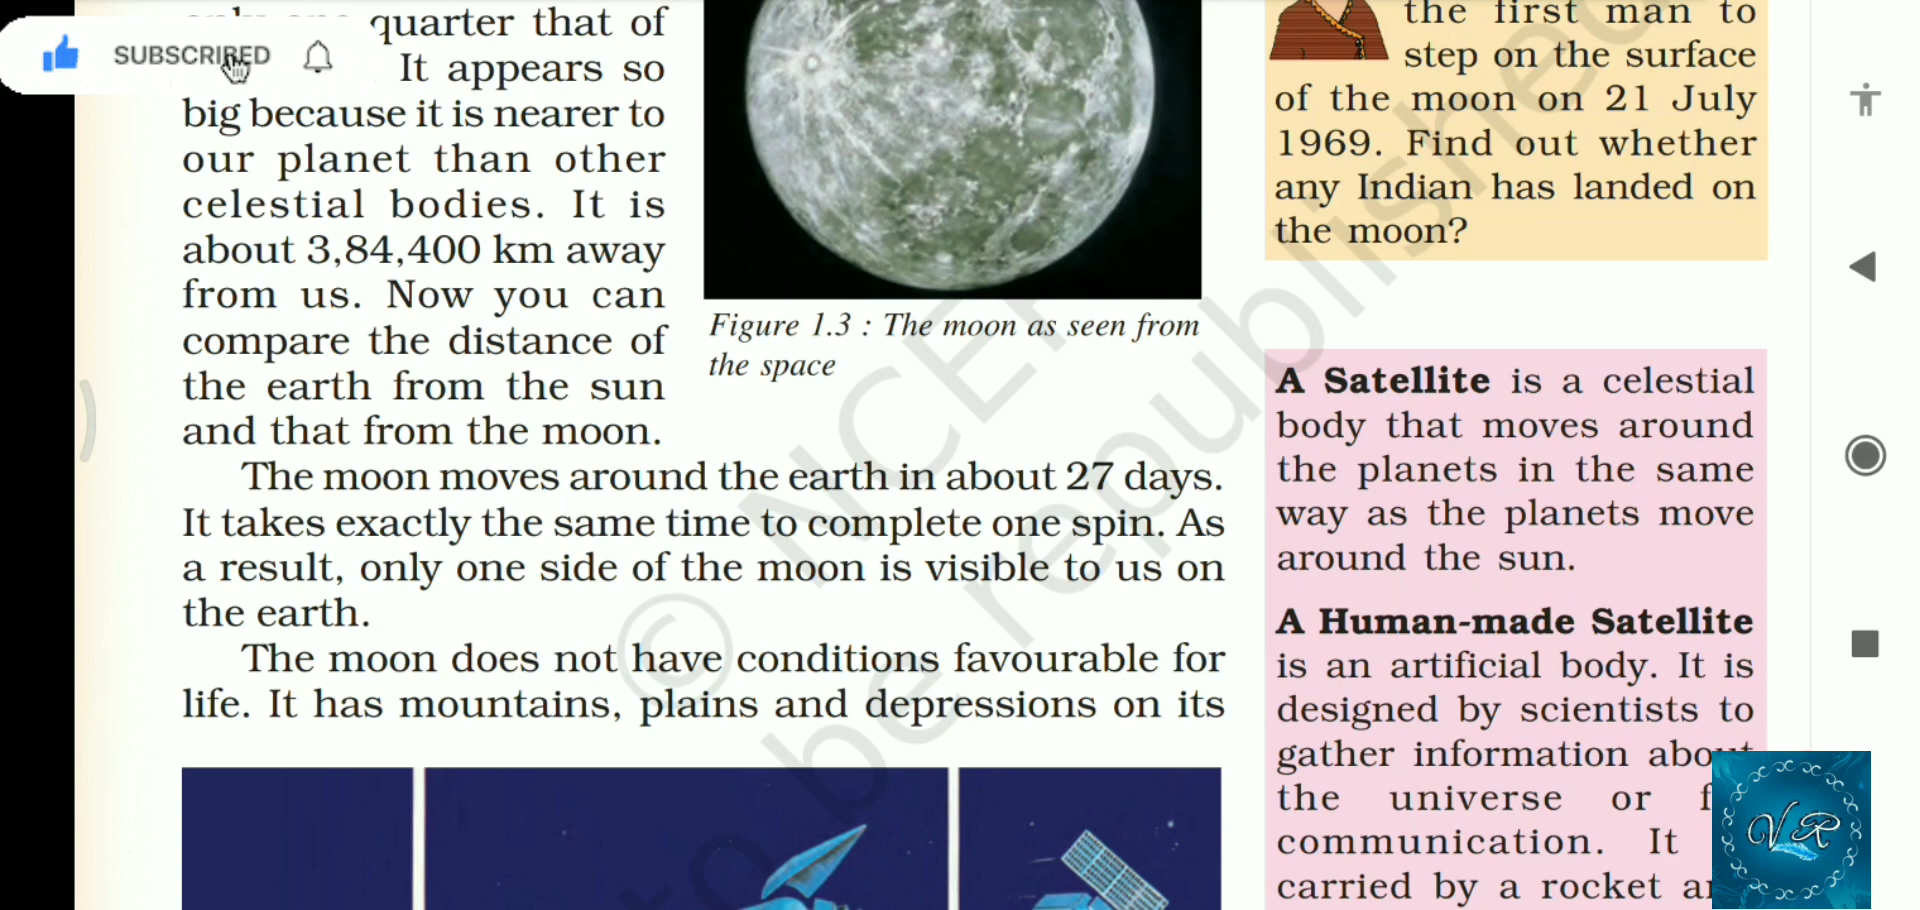 quarter that of
SUBSCRIBED
It appears so
big because it is nearer to
our planet than other
celestial bodies. It is
about 3,84,400 km away
from us. Now you can
compare the distance of
the earth from the sun
and that from the moon.
Figure 1.3 : The moon as seen from
the space
The moon moves around the earth in about 27 days.
It takes exactly the same time to complete one spin. As
a result, only one side of the moon is visible to us on
the earth.
The moon does not have conditions favourable for
life. It has mountains, plains and depressions on its
the first man to
step on the surface
of the moon on 21 July
1969. Find out whether
any Indian has landed on
the moon?
A Satellite is a celestial
body that moves around
the planets in the same
way as the planets move
around the sun.
A Human-made Satellite
is an artificial body. It is
designed by scientists to
gather information about
the universe or
communication. It
carried by a rocket
© NCE
to be republished
VR